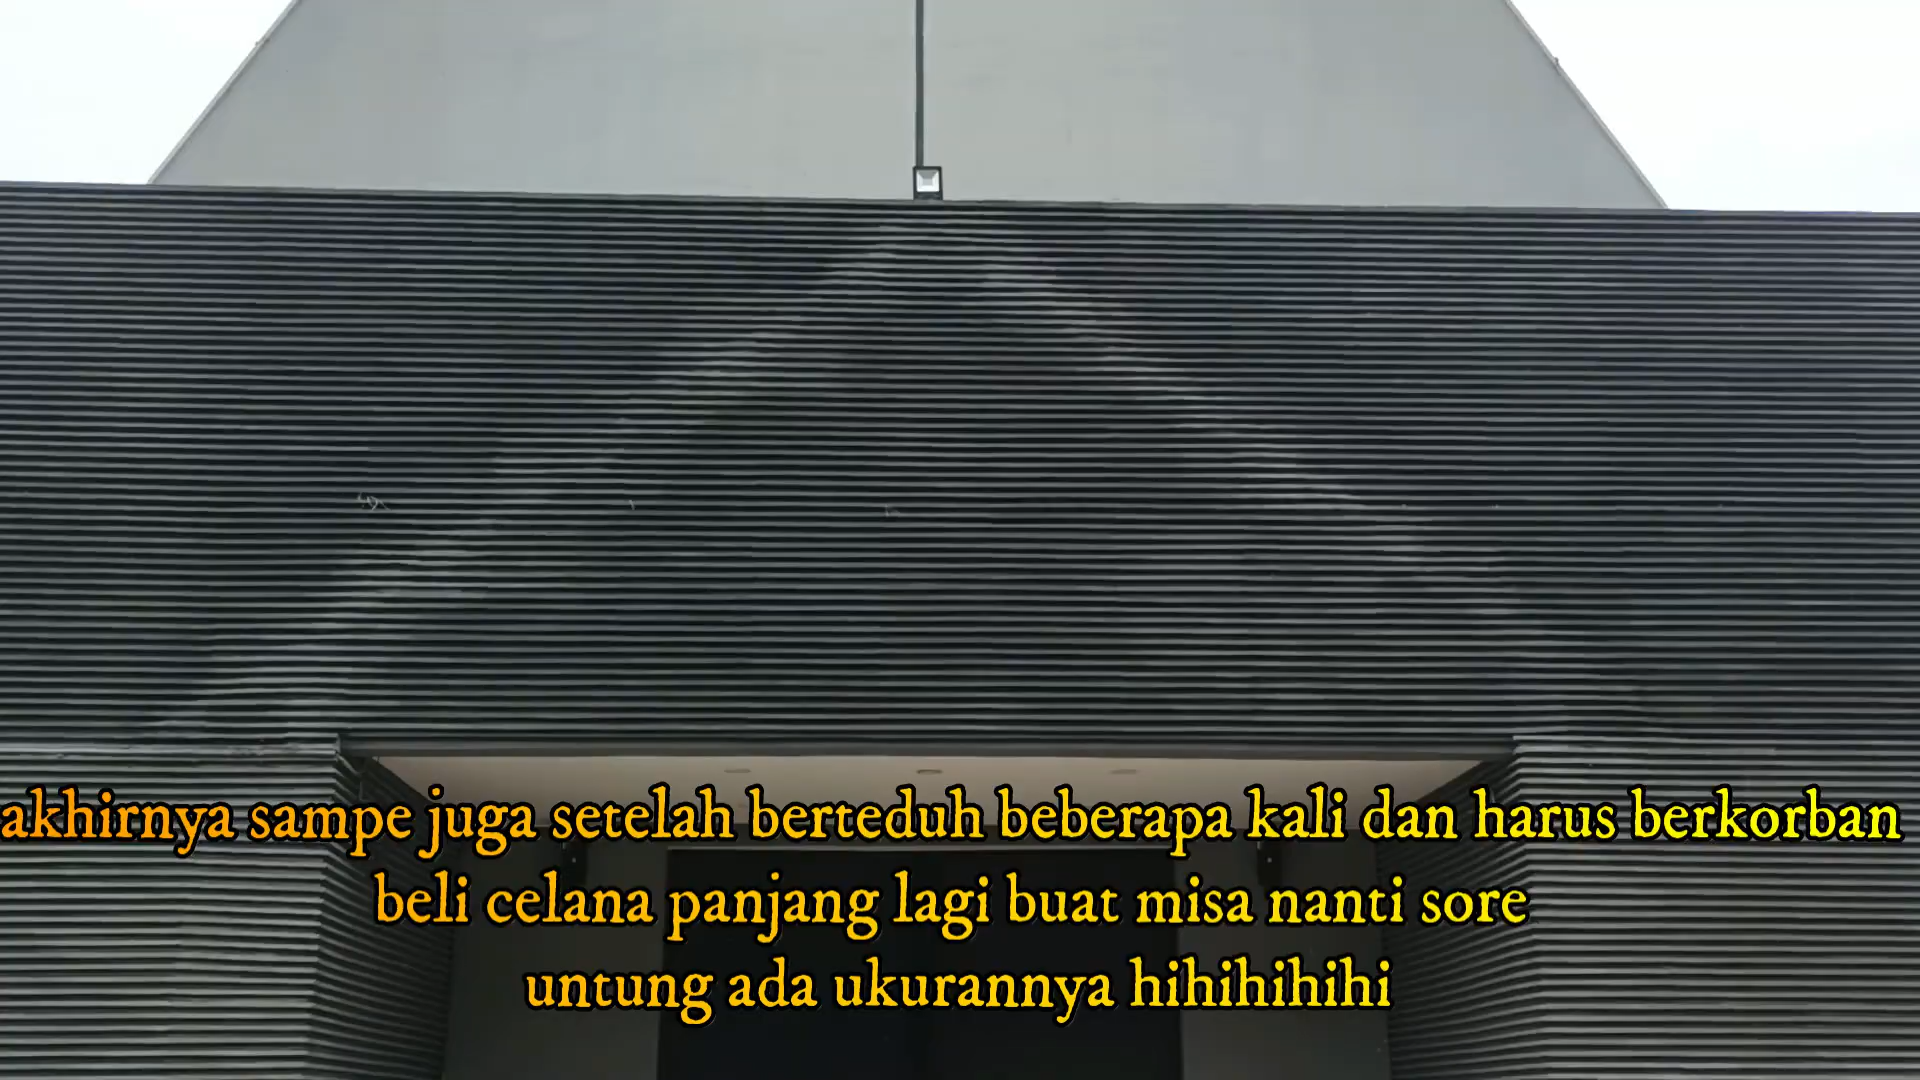 akhirnya sampe juga setelah berteduh beberapa kali dan harus berkorban
beli celana panjang lagi buat misa nanti sore
untung ada ukurannya hihihihihi